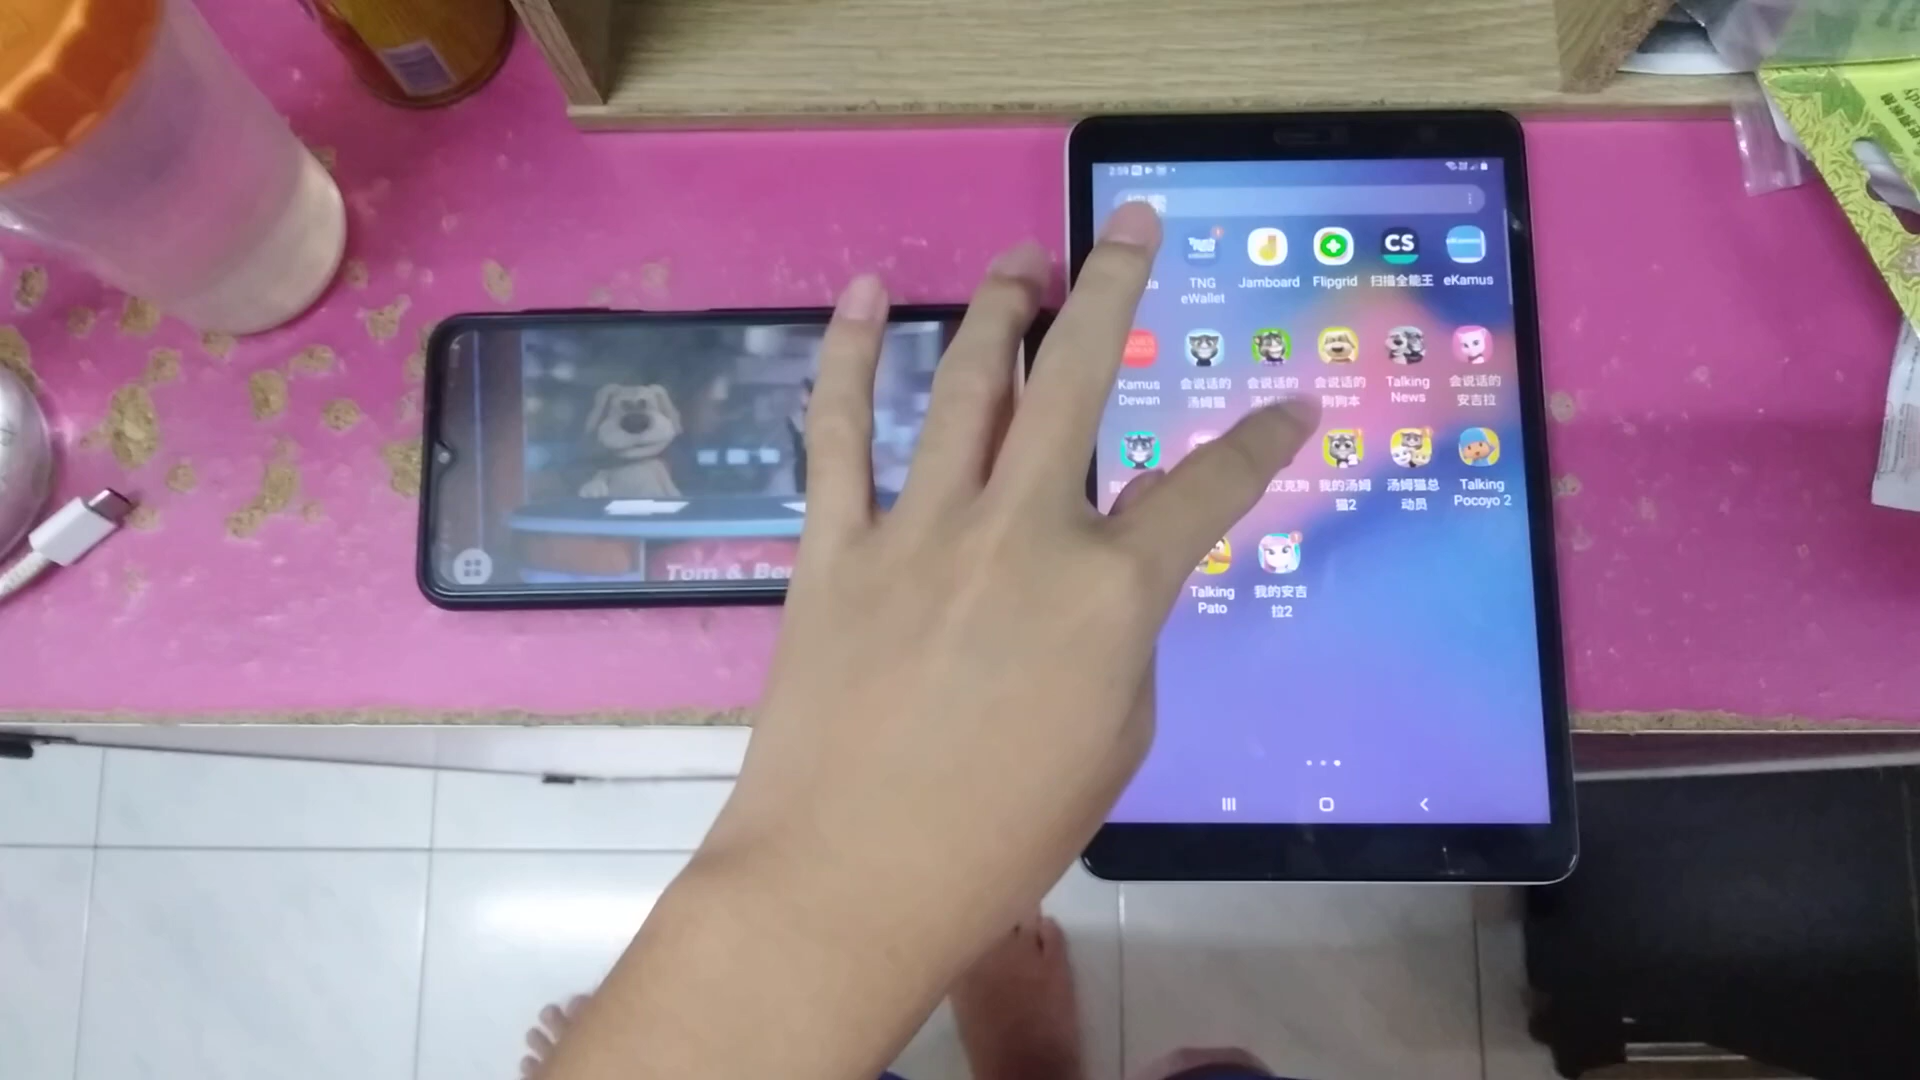 2:59
TNG
eWallet
Jamboard
Flipgrid
CS
扫描全能王
eKamus
Kamus
Dewan
会说话的
汤姆猫
会说话的
会说话的
狗狗本
Talking
News
会说话的
安吉拉
汉克狗
我的汤姆
猫2
汤姆猫总
动员
Talking
Pocoyo 2
Talking
Pato
我的安吉
拉2
Tom & Be